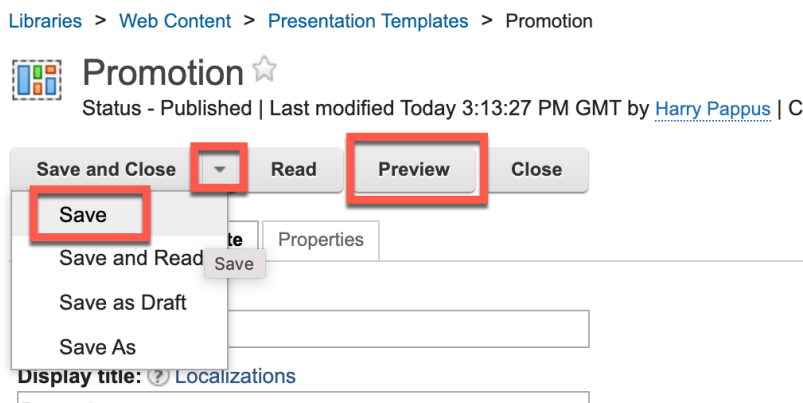 Libraries > Web Content > Presentation Templates > Promotion
Promotion
Status - Published | Last modified Today 3:13:27 PM GMT by Harry Pappus | C
Save and Close Read Preview Close
Save
te Properties
Save and Read
Save
Save as Draft
Save As
Display title: ? Localizations